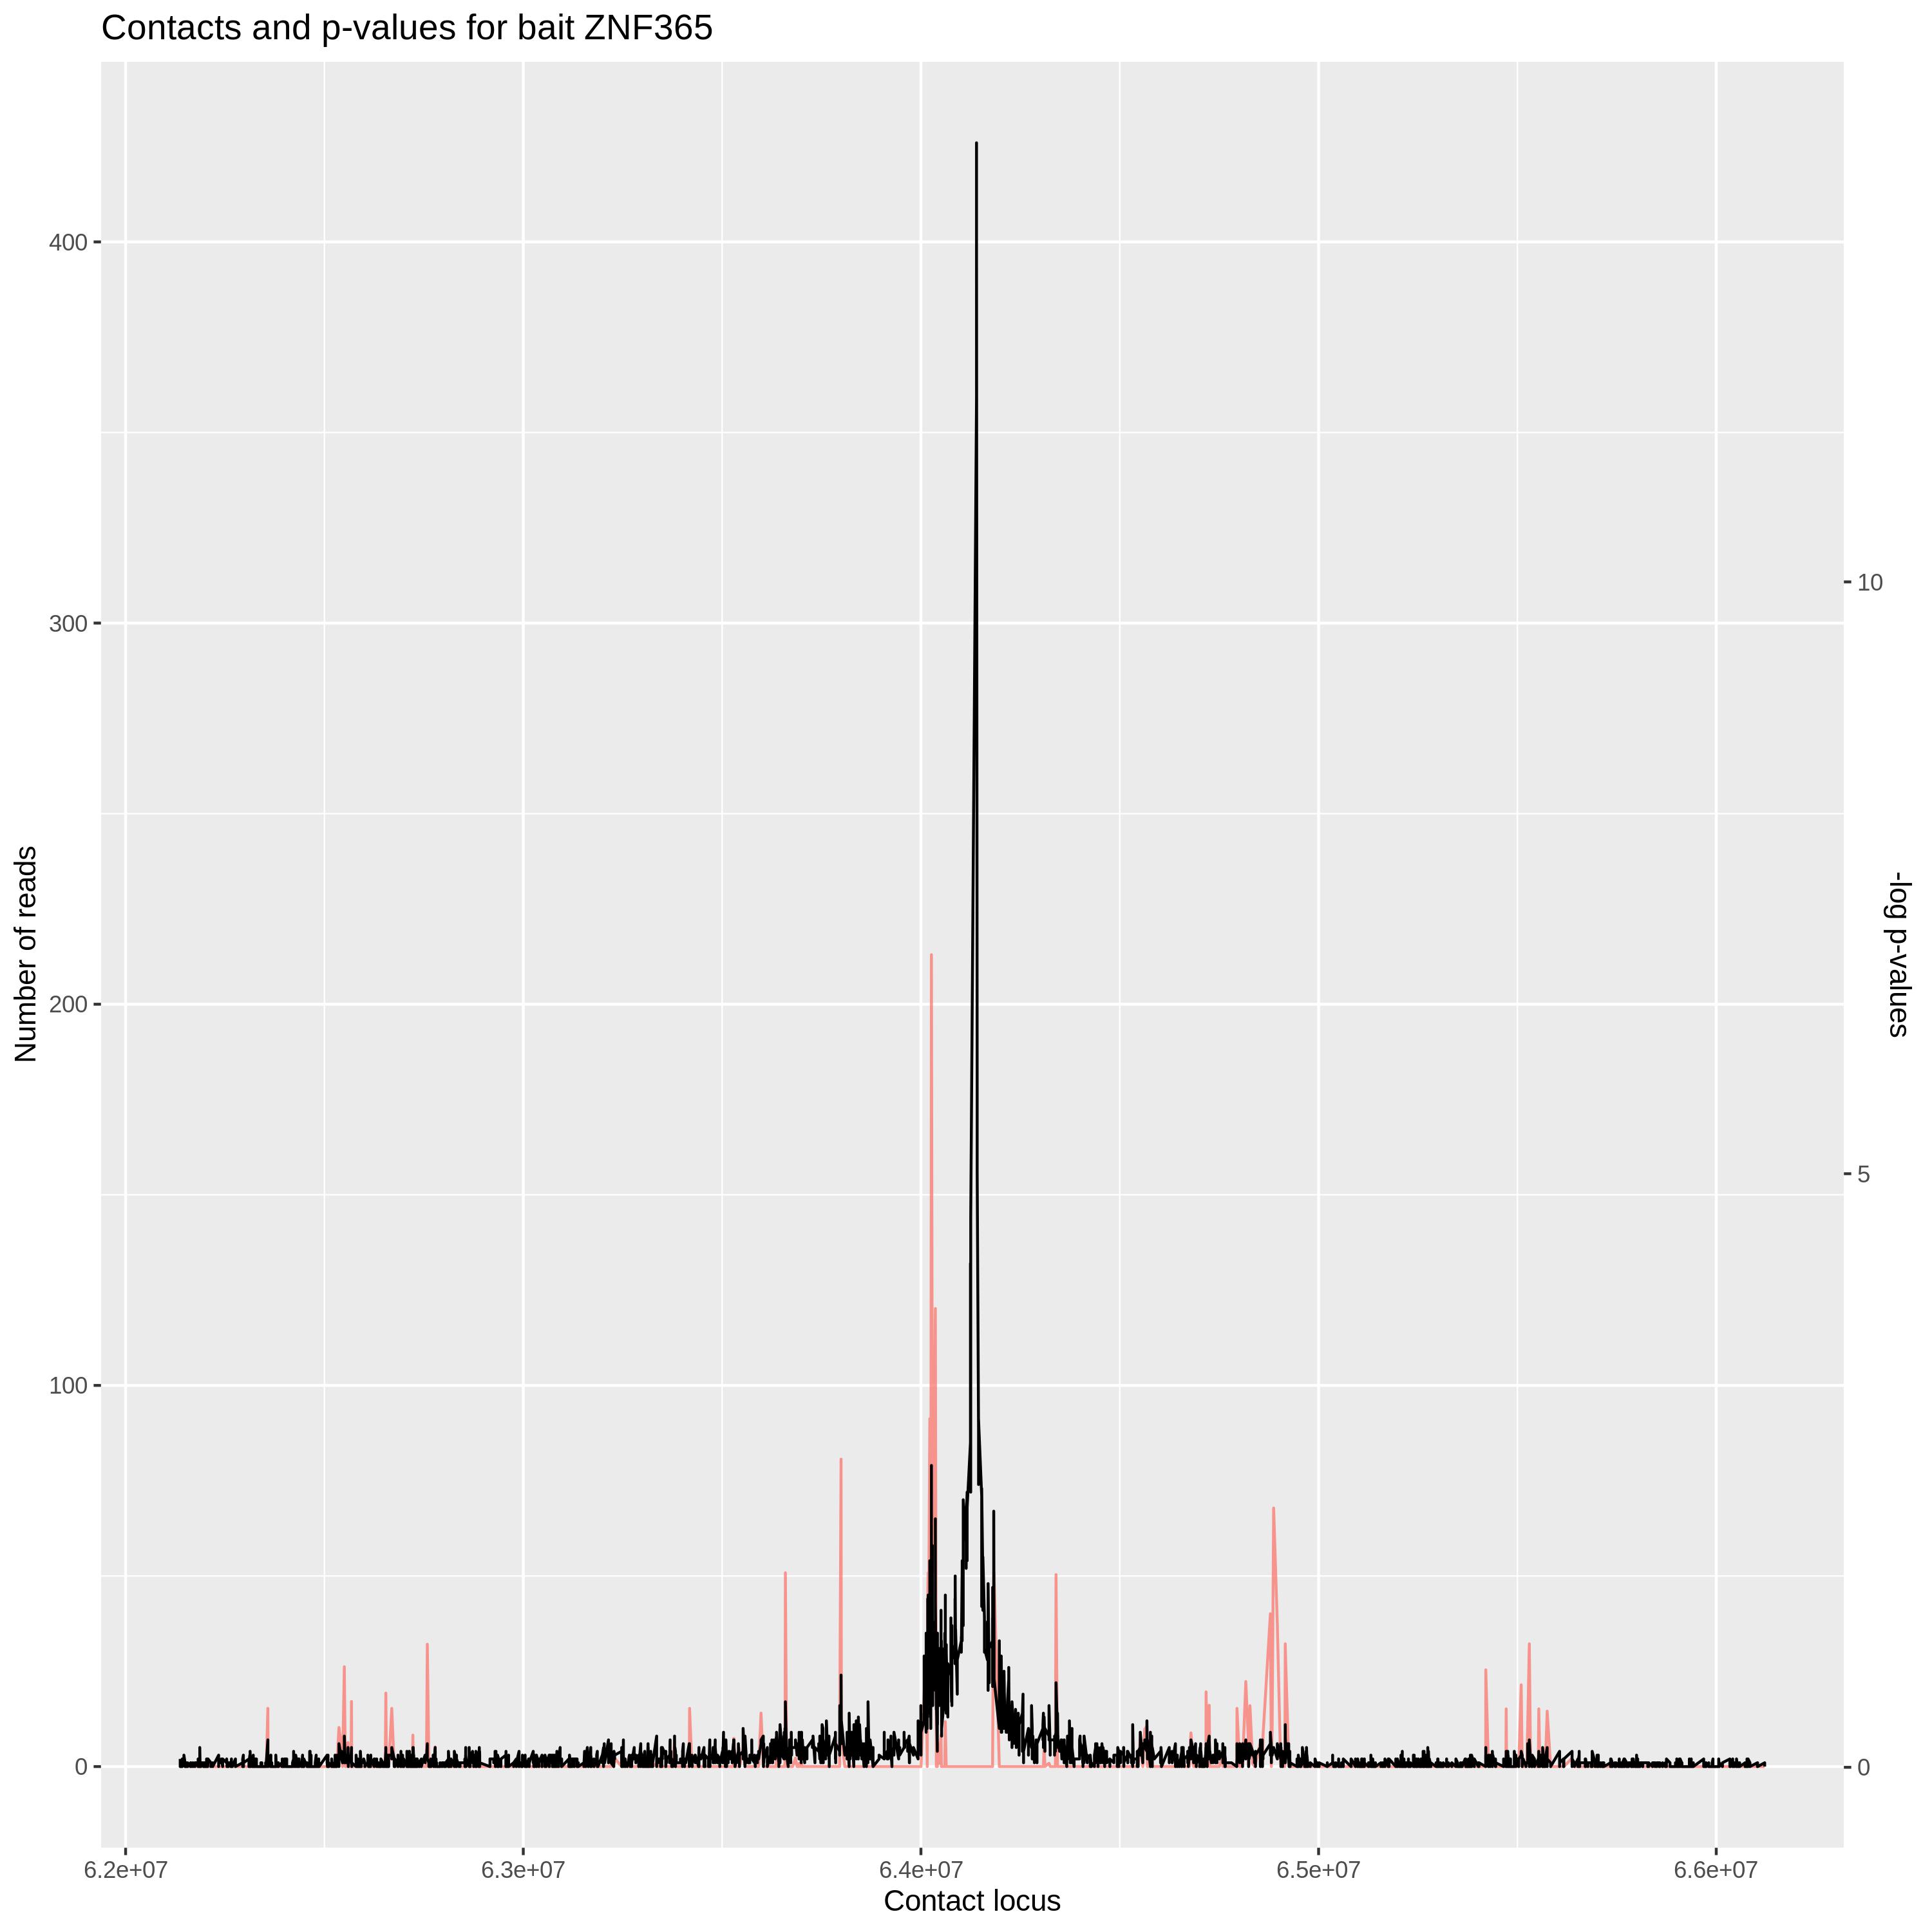 Contacts and p-values for bait ZNF365
400
300
200
100
0
10
5
0
Number of reads
-log p-values
6.2e+07 6.3e+07 6.4e+07 6.5e+07 6.6e+07
Contact locus